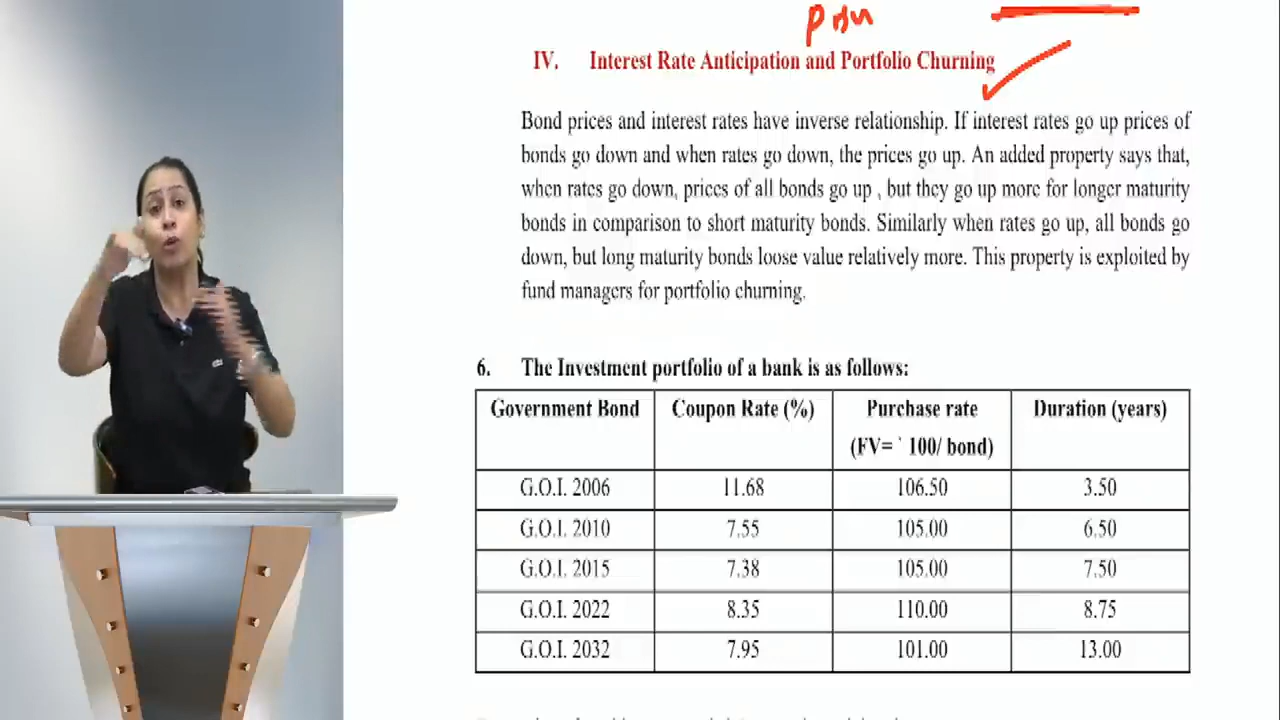 IV. Interest Rate Anticipation and Portfolio Churning
Bond prices and interest rates have inverse relationship. If interest rates go up prices of
bonds go down and when rates go down, the prices go up. An added property says that,
when rates go down, prices of all bonds go up , but they go up more for longer maturity
bonds in comparison to short maturity bonds. Similarly when rates go up, all bonds go
down, but long maturity bonds loose value relatively more. This property is exploited by
fund managers for portfolio churning.
6. The Investment portfolio of a bank is as follows:
Government Bond Coupon Rate (%) Purchase rate (FV= ` 100/ bond) Duration (years)
G.O.I. 2006 11.68 106.50 3.50
G.O.I. 2010 7.55 105.00 6.50
G.O.I. 2015 7.38 105.00 7.50
G.O.I. 2022 8.35 110.00 8.75
G.O.I. 2032 7.95 101.00 13.00